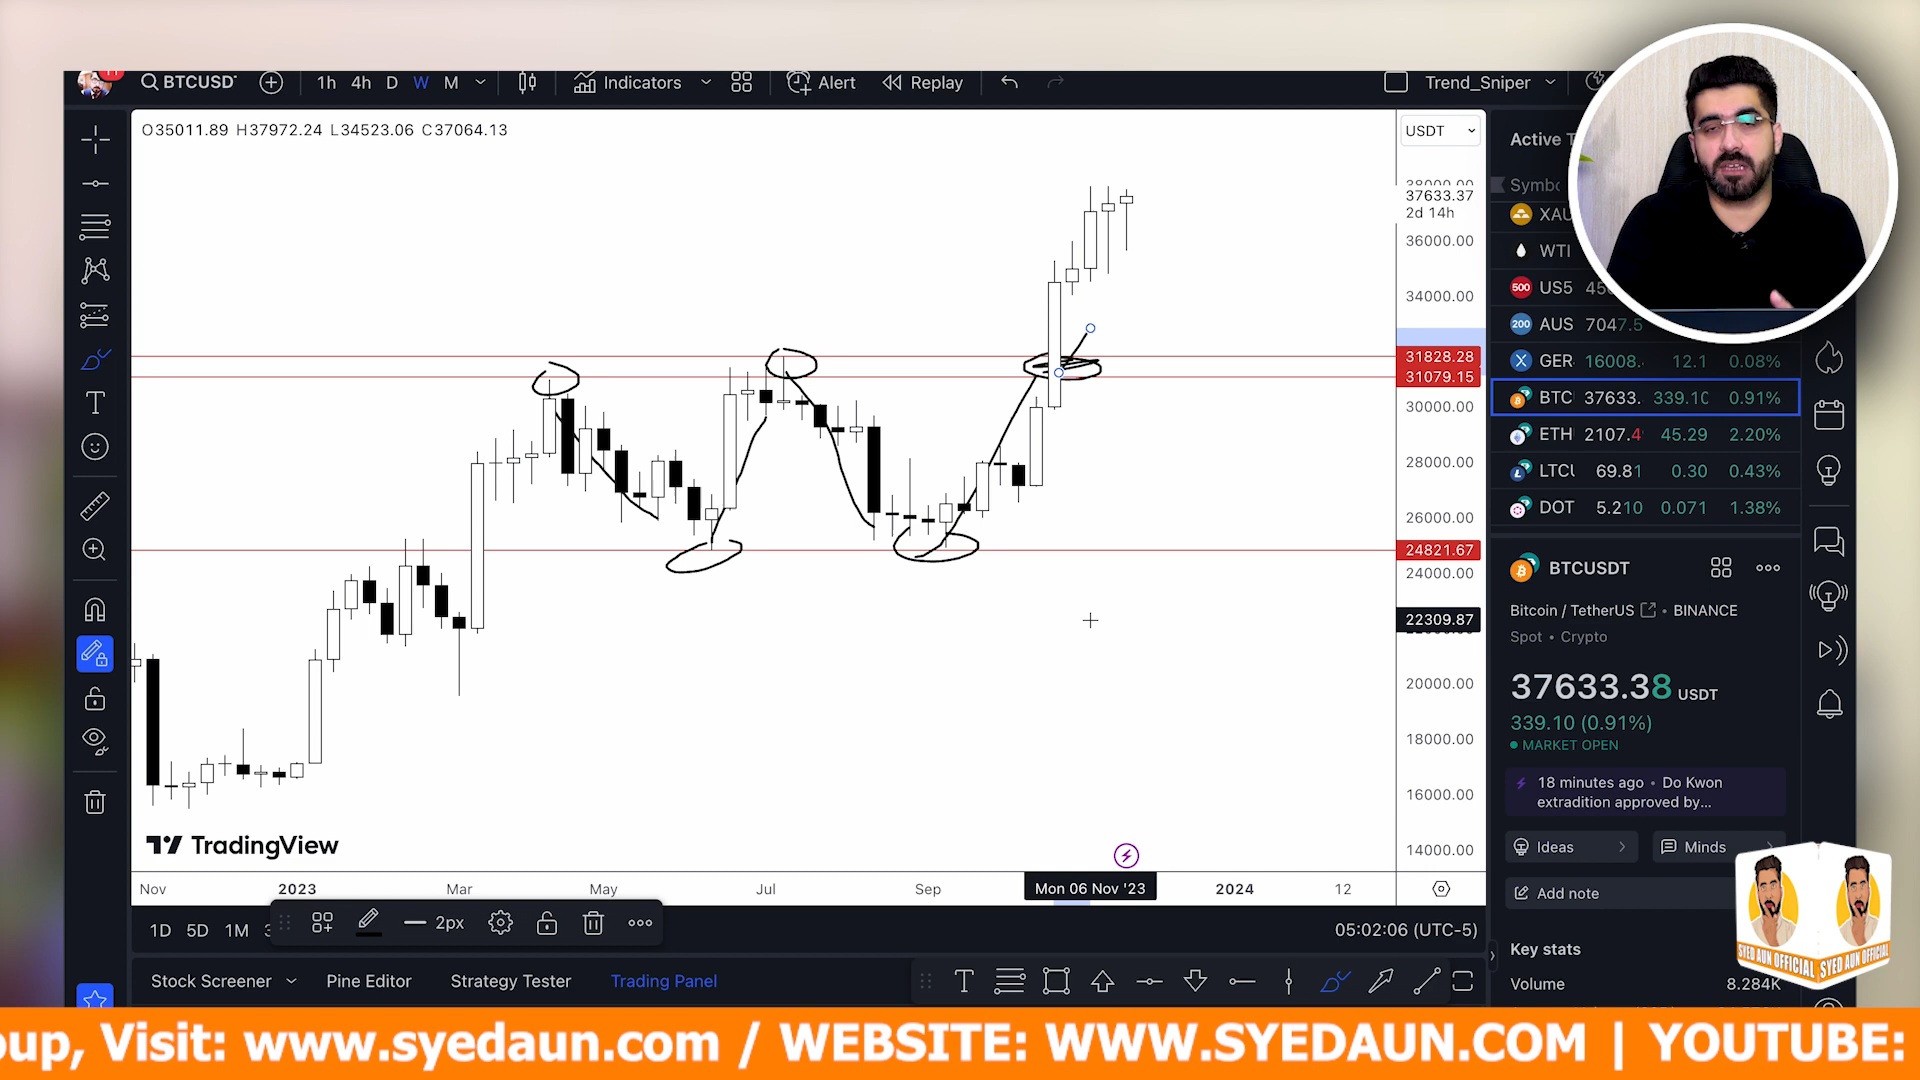 BTCUSDT
1h 4h D W M
Indicators
Alert
Replay
Trend_Sniper
O35011.89 H37972.24 L34523.06 C37064.13
USDT
38000.00
37633.37
2d 14h
36000.00
34000.00
31828.28
31079.15
30000.00
28000.00
26000.00
24821.67
24000.00
22309.87
20000.00
18000.00
16000.00
14000.00
TradingView
Nov 2023 Mar May Jul Sep Mon 06 Nov '23 2024 12
1D 5D 1M
2px
05:02:06 (UTC-5)
Stock Screener Pine Editor Strategy Tester Trading Panel
Active
Symbo
XAU
WTI
500 US5
200 AUS 7047.5
GER 16008. 12.1 0.08%
BTC 37633. 339.10 0.91%
ETH 2107.4 45.29 2.20%
LTCU 69.81 0.30 0.43%
DOT 5.210 0.071 1.38%
BTCUSDT
Bitcoin / TetherUS • BINANCE
Spot • Crypto
37633.38 USDT
339.10 (0.91%)
MARKET OPEN
18 minutes ago • Do Kwon
extradition approved by...
Ideas
Minds
Add note
Key stats
Volume 8.284K
SYED AUN OFFICIAL SYED AUN OFFICIAL
oup, Visit: www.syedaun.com / WEBSITE: WWW.SYEDAUN.COM | YOUTUBE: